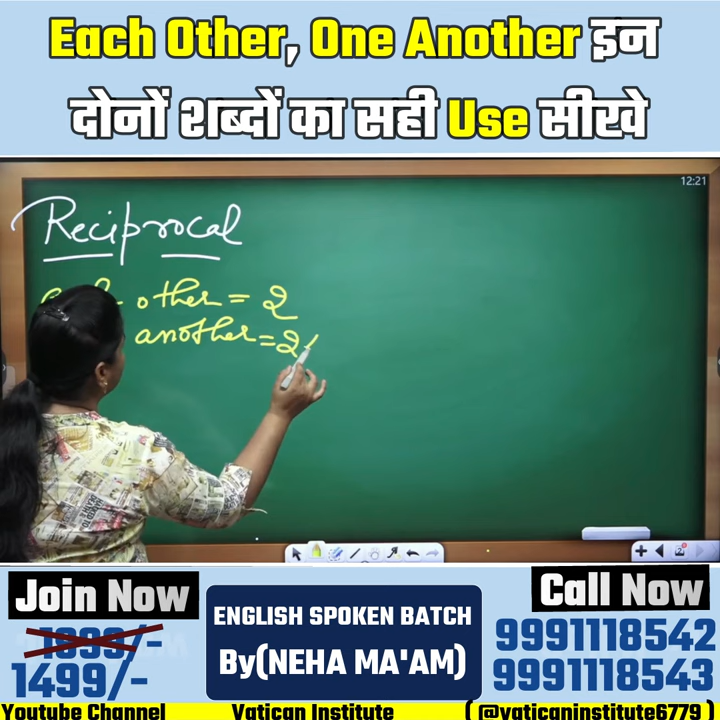 Each Other, One Another इन
दोनों शब्दों का सही Use सीखे
12:21
Reciprocal
other = 2
another = 2
Join Now
1999/-
1499/-
ENGLISH SPOKEN BATCH
By(NEHA MA'AM)
Call Now
9991118542
9991118543
Youtube Channel Vatican Institute ( @vaticaninstitute6779 )